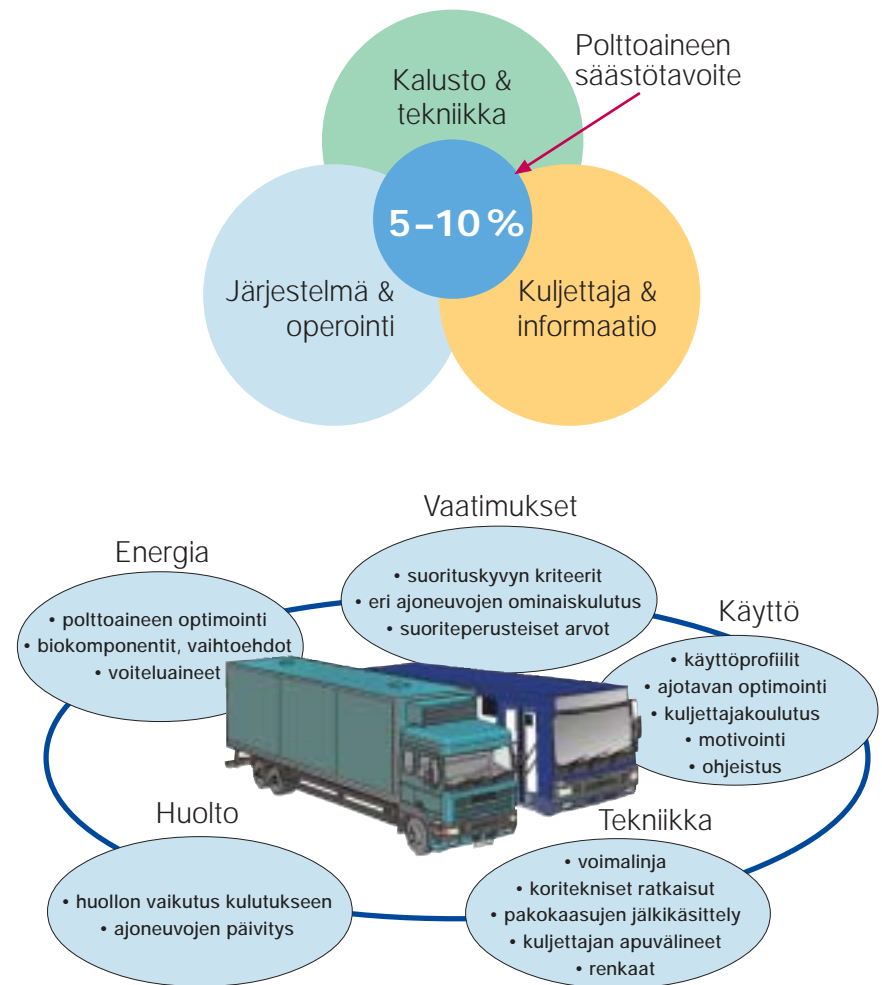 Polttoaineen
säästötavoite
Kalusto &
tekniikka
5–10 %
Järjestelmä &
operointi
Kuljettaja &
informaatio
Vaatimukset
• suorituskyvyn kriteerit
• eri ajoneuvojen ominaiskulutus
• suoriteperusteiset arvot
Energia
• polttoaineen optimointi
• biokomponentit, vaihtoehdot
• voiteluaineet
Käyttö
• käyttöprofiilit
• ajotavan optimointi
• kuljettajakoulutus
• motivointi
• ohjeistus
Huolto
• huollon vaikutus kulutukseen
• ajoneuvojen päivitys
Tekniikka
• voimalinja
• koritekniset ratkaisut
• pakokaasujen jälkikäsittely
• kuljettajan apuvälineet
• renkaat